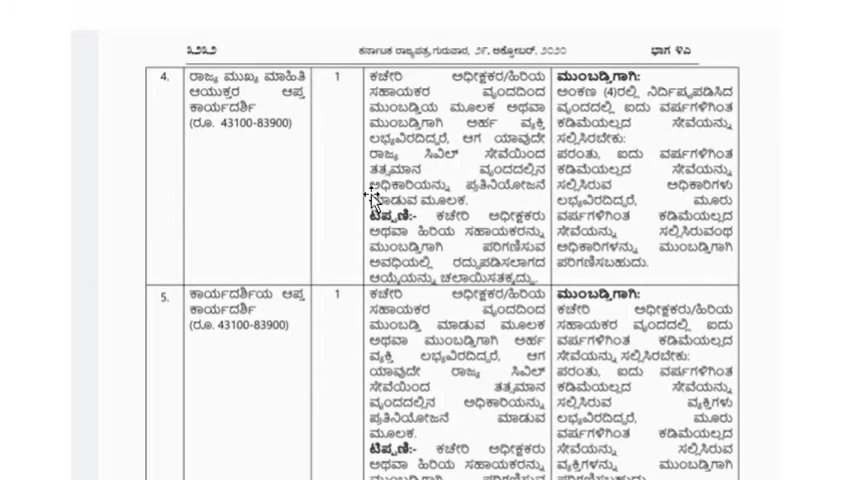 ೩೨೩೨
ಕರ್ನಾಟಕ ರಾಜ್ಯಪತ್ರ, ಗುರುವಾರ, ೨೯, ಅಕ್ಟೋಬರ್, ೨೦೨೦
ಭಾಗ ೪ಎ
4.
ರಾಜ್ಯ ಮುಖ್ಯ ಮಾಹಿತಿ
ಆಯುಕ್ತರ ಆಪ್ತ
ಕಾರ್ಯದರ್ಶಿ
(ರೂ. 43100-83900)
1
ಕಚೇರಿ ಅಧೀಕ್ಷಕರ/ಹಿರಿಯ
ಸಹಾಯಕರ ವೃಂದದಿಂದ
ಮುಂಬಡ್ತಿಯ ಮೂಲಕ ಅಥವಾ
ಮುಂಬಡ್ತಿಗಾಗಿ ಅರ್ಹ ವ್ಯಕ್ತಿ
ಲಭ್ಯವಿರದಿದ್ದರೆ, ಆಗ ಯಾವುದೇ
ರಾಜ್ಯ ಸಿವಿಲ್ ಸೇವೆಯಿಂದ
ತತ್ಸಮಾನ ವೃಂದದಲ್ಲಿನ
ಅಧಿಕಾರಿಯನ್ನು ಪ್ರತಿನಿಯೋಜನೆ
ಮಾಡುವ ಮೂಲಕ.
ಟಿಪ್ಪಣಿ:- ಕಚೇರಿ ಅಧೀಕ್ಷಕರು
ಅಥವಾ ಹಿರಿಯ ಸಹಾಯಕರನ್ನು
ಮುಂಬಡ್ತಿಗಾಗಿ ಪರಿಗಣಿಸುವ
ಅವಧಿಯಲ್ಲಿ ರದ್ದುಪಡಿಸಲಾಗದ
ಆಯ್ಕೆಯನ್ನು ಚಲಾಯಿಸತಕ್ಕದ್ದು.
ಮುಂಬಡ್ತಿಗಾಗಿ:
ಅಂಕಣ (4)ರಲ್ಲಿ ನಿರ್ದಿಷ್ಟಪಡಿಸಿದ
ವೃಂದದಲ್ಲಿ ಐದು ವರ್ಷಗಳಿಗಿಂತ
ಕಡಿಮೆಯಲ್ಲದ ಸೇವೆಯನ್ನು
ಸಲ್ಲಿಸಿರಬೇಕು:
ಪರಂತು, ಐದು ವರ್ಷಗಳಿಗಿಂತ
ಕಡಿಮೆಯಲ್ಲದ ಸೇವೆಯನ್ನು
ಸಲ್ಲಿಸಿರುವ ಅಧಿಕಾರಿಗಳು
ಲಭ್ಯವಿರದಿದ್ದರೆ, ಮೂರು
ವರ್ಷಗಳಿಗಿಂತ ಕಡಿಮೆಯಲ್ಲದ
ಸೇವೆಯನ್ನು ಸಲ್ಲಿಸಿರುವಂಥ
ಅಧಿಕಾರಿಗಳನ್ನು ಮುಂಬಡ್ತಿಗಾಗಿ
ಪರಿಗಣಿಸಬಹುದು.
5.
ಕಾರ್ಯದರ್ಶಿಯ ಆಪ್ತ
ಕಾರ್ಯದರ್ಶಿ
(ರೂ. 43100-83900)
1
ಕಚೇರಿ ಅಧೀಕ್ಷಕರ/ಹಿರಿಯ
ಸಹಾಯಕರ ವೃಂದದಿಂದ
ಮುಂಬಡ್ತಿ ಮಾಡುವ ಮೂಲಕ
ಅಥವಾ ಮುಂಬಡ್ತಿಗಾಗಿ ಅರ್ಹ
ವ್ಯಕ್ತಿ ಲಭ್ಯವಿರದಿದ್ದರೆ, ಆಗ
ಯಾವುದೇ ರಾಜ್ಯ ಸಿವಿಲ್
ಸೇವೆಯಿಂದ ತತ್ಸಮಾನ
ವೃಂದದಲ್ಲಿನ ಅಧಿಕಾರಿಯನ್ನು
ಪ್ರತಿನಿಯೋಜನೆ ಮಾಡುವ
ಮೂಲಕ.
ಟಿಪ್ಪಣಿ:- ಕಚೇರಿ ಅಧೀಕ್ಷಕರು
ಅಥವಾ ಹಿರಿಯ ಸಹಾಯಕರನ್ನು
ಮುಂಬಡ್ತಿಗಾಗಿ:
ಕಚೇರಿ ಅಧೀಕ್ಷಕರು/ಹಿರಿಯ
ಸಹಾಯಕರ ವೃಂದದಲ್ಲಿ ಐದು
ವರ್ಷಗಳಿಗಿಂತ ಕಡಿಮೆಯಲ್ಲದ
ಸೇವೆಯನ್ನು ಸಲ್ಲಿಸಿರಬೇಕು:
ಪರಂತು, ಐದು ವರ್ಷಗಳಿಗಿಂತ
ಕಡಿಮೆಯಲ್ಲದ ಸೇವೆಯನ್ನು
ಸಲ್ಲಿಸಿರುವ ವ್ಯಕ್ತಿಗಳು
ಲಭ್ಯವಿರದಿದ್ದರೆ, ಮೂರು
ವರ್ಷಗಳಿಗಿಂತ ಕಡಿಮೆಯಲ್ಲದ
ಸೇವೆಯನ್ನು ಸಲ್ಲಿಸಿರುವ
ವ್ಯಕ್ತಿಗಳನ್ನು ಮುಂಬಡ್ತಿಗಾಗಿ